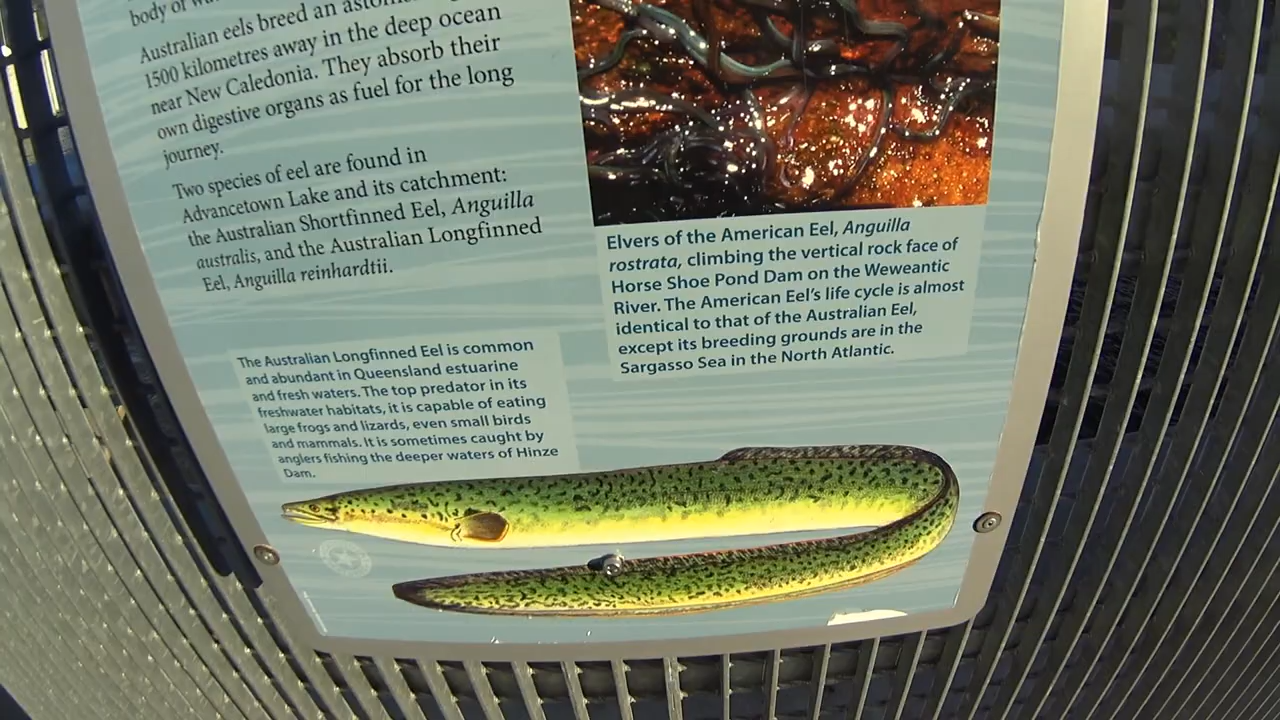 body of
Australian eels breed an
1500 kilometres away in the deep ocean
near New Caledonia. They absorb their
own digestive organs as fuel for the long
journey.
Two species of eel are found in
Advancetown Lake and its catchment:
the Australian Shortfinned Eel, Anguilla
australis, and the Australian Longfinned
Eel, Anguilla reinhardtii.
Elvers of the American Eel, Anguilla
rostrata, climbing the vertical rock face of
Horse Shoe Pond Dam on the Weweantic
River. The American Eel's life cycle is almost
identical to that of the Australian Eel,
except its breeding grounds are in the
Sargasso Sea in the North Atlantic.
The Australian Longfinned Eel is common
and abundant in Queensland estuarine
and fresh waters. The top predator in its
freshwater habitats, it is capable of eating
large frogs and lizards, even small birds
and mammals. It is sometimes caught by
anglers fishing the deeper waters of Hinze
Dam.